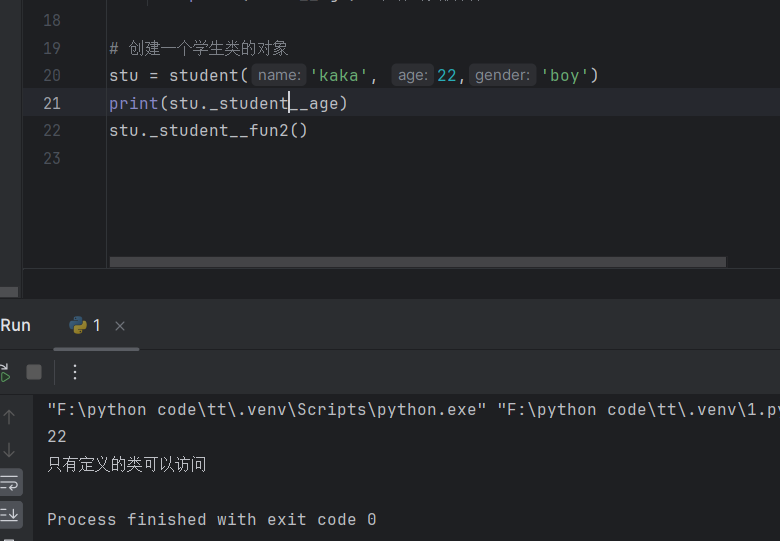 18
19 # 创建一个学生类的对象
20 stu = student( name: 'kaka', age: 22, gender: 'boy')
21 print(stu._student__age)
22 stu._student__fun2()
23
Run 1 ×
"F:\python code\tt\.venv\Scripts\python.exe" "F:\python code\tt\.venv\1.py
22
只有定义的类可以访问
Process finished with exit code 0